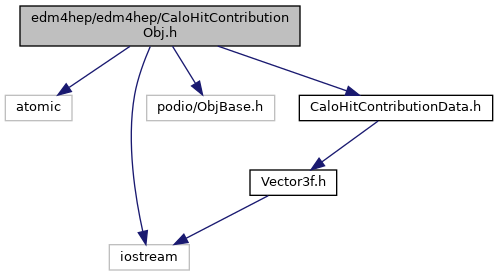 edm4hep/edm4hep/CaloHitContribution
Obj.h
atomic
podio/ObjBase.h
CaloHitContributionData.h
Vector3f.h
iostream